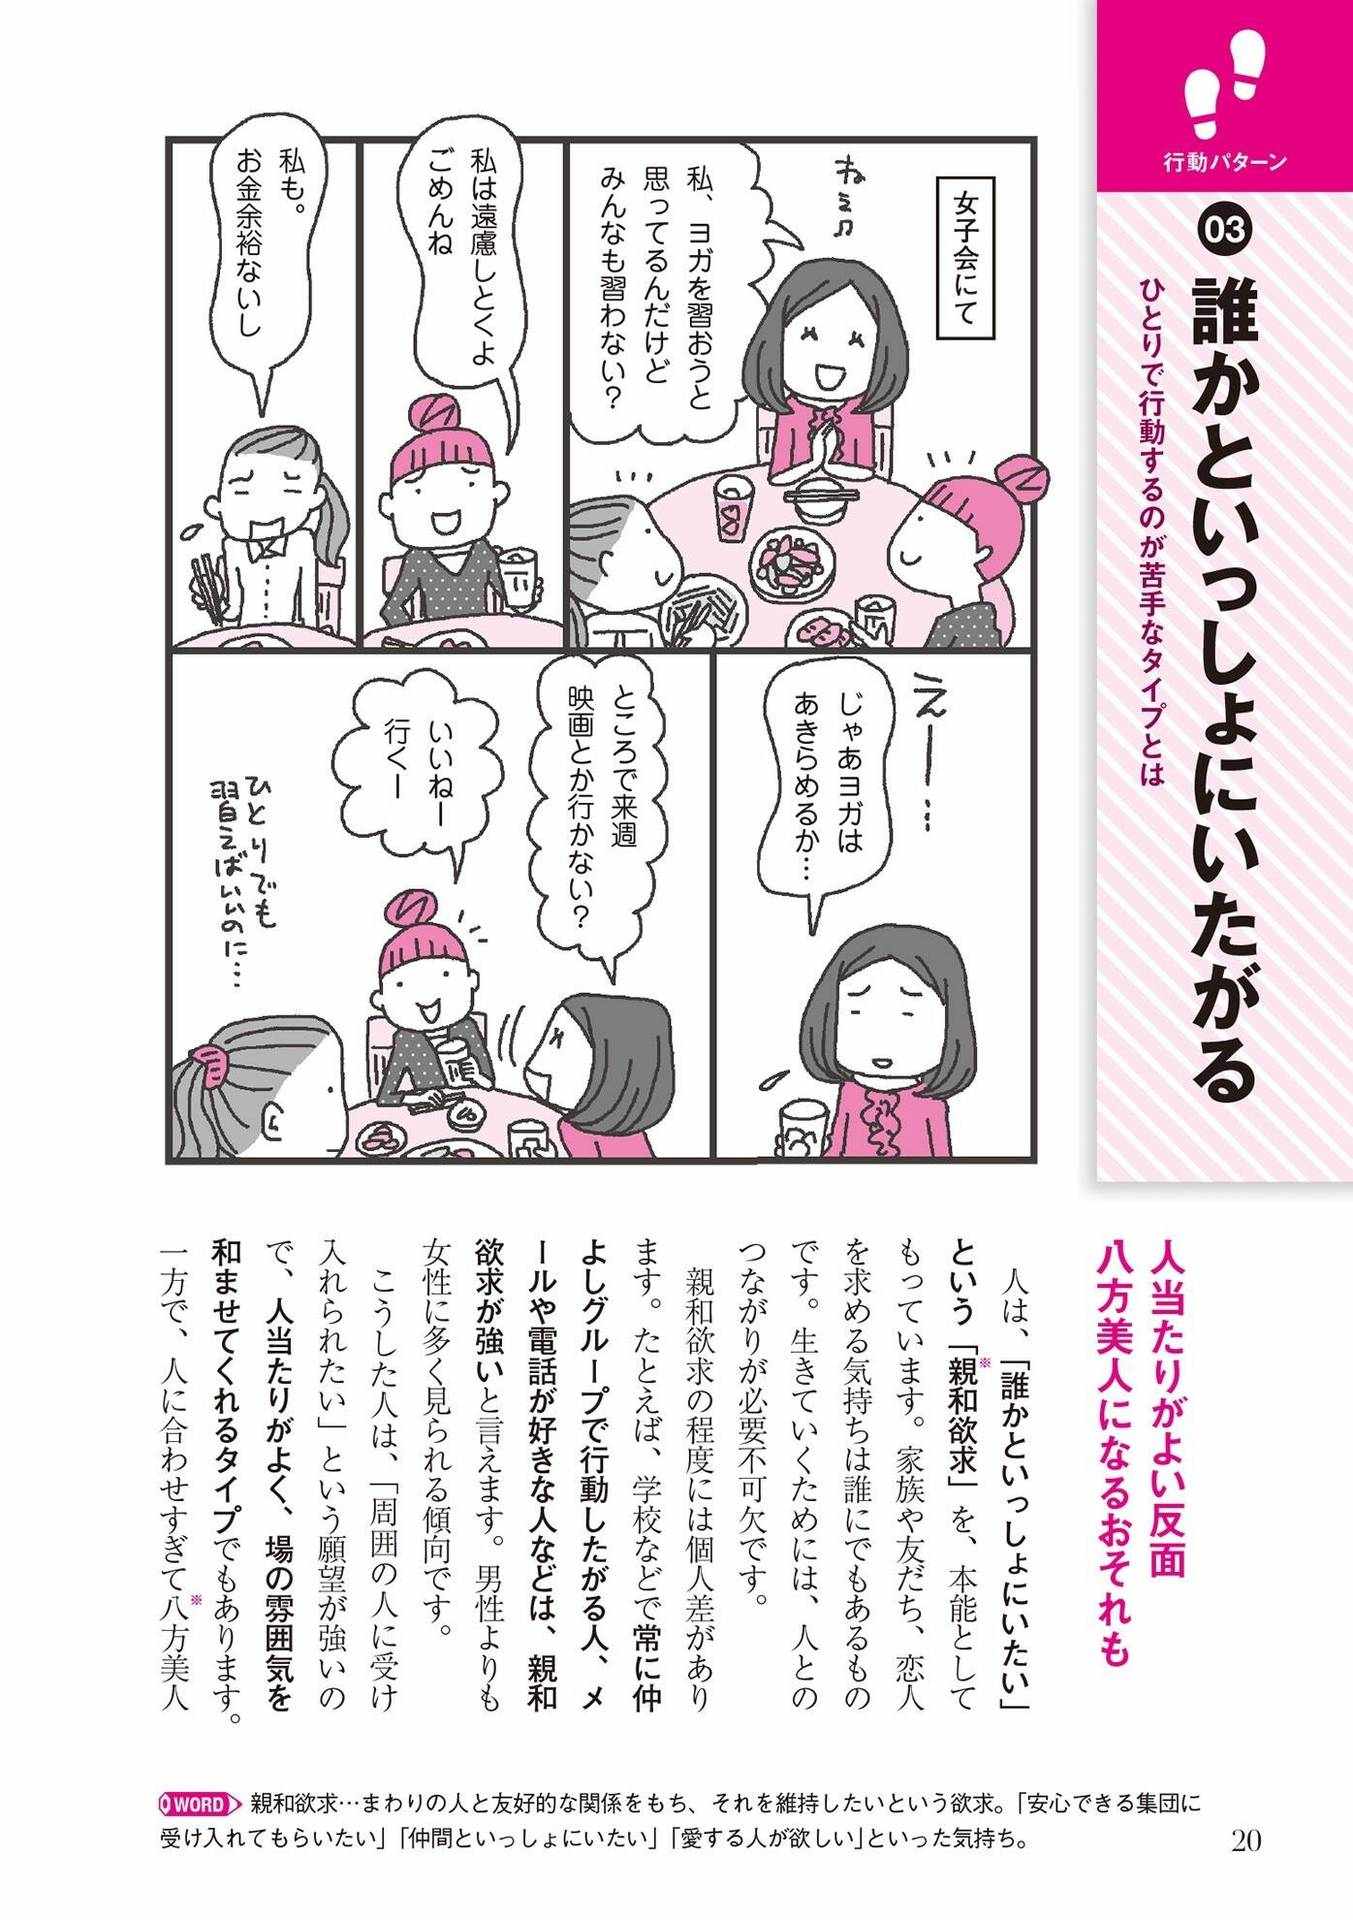 行動パターン
03
誰かといっしょにいたがる
ひとりで行動するのが苦手なタイプとは
女子会にて
ねぇ♫
私、ヨガを習おうと
思ってるんだけど
みんなも習わない?
私は遠慮しとくよ
ごめんね
私も。
お金余裕ないし
えー…
じゃあヨガは
あきらめるか…
ところで来週
映画とか行かない?
いいねー
行くー
ひとりでも
習えばいいのに…
人当たりがよい反面
八方美人になるおそれも
人は、「誰かといっしょにいたい」
という「親和欲求※」を、本能として
もっています。家族や友だち、恋人
を求める気持ちは誰にでもあるもの
です。生きていくためには、人との
つながりが必要不可欠です。
親和欲求の程度には個人差があり
ます。たとえば、学校などで常に仲
よしグループで行動したがる人、メ
ールや電話が好きな人などは、親和
欲求が強いと言えます。男性よりも
女性に多く見られる傾向です。
こうした人は、「周囲の人に受け
入れられたい」という願望が強いの
で、人当たりがよく、場の雰囲気を
和ませてくれるタイプでもあります。
一方で、人に合わせすぎて八方美人※
WORD 親和欲求…まわりの人と友好的な関係をもち、それを維持したいという欲求。「安心できる集団に
受け入れてもらいたい」「仲間といっしょにいたい」「愛する人が欲しい」といった気持ち。
20